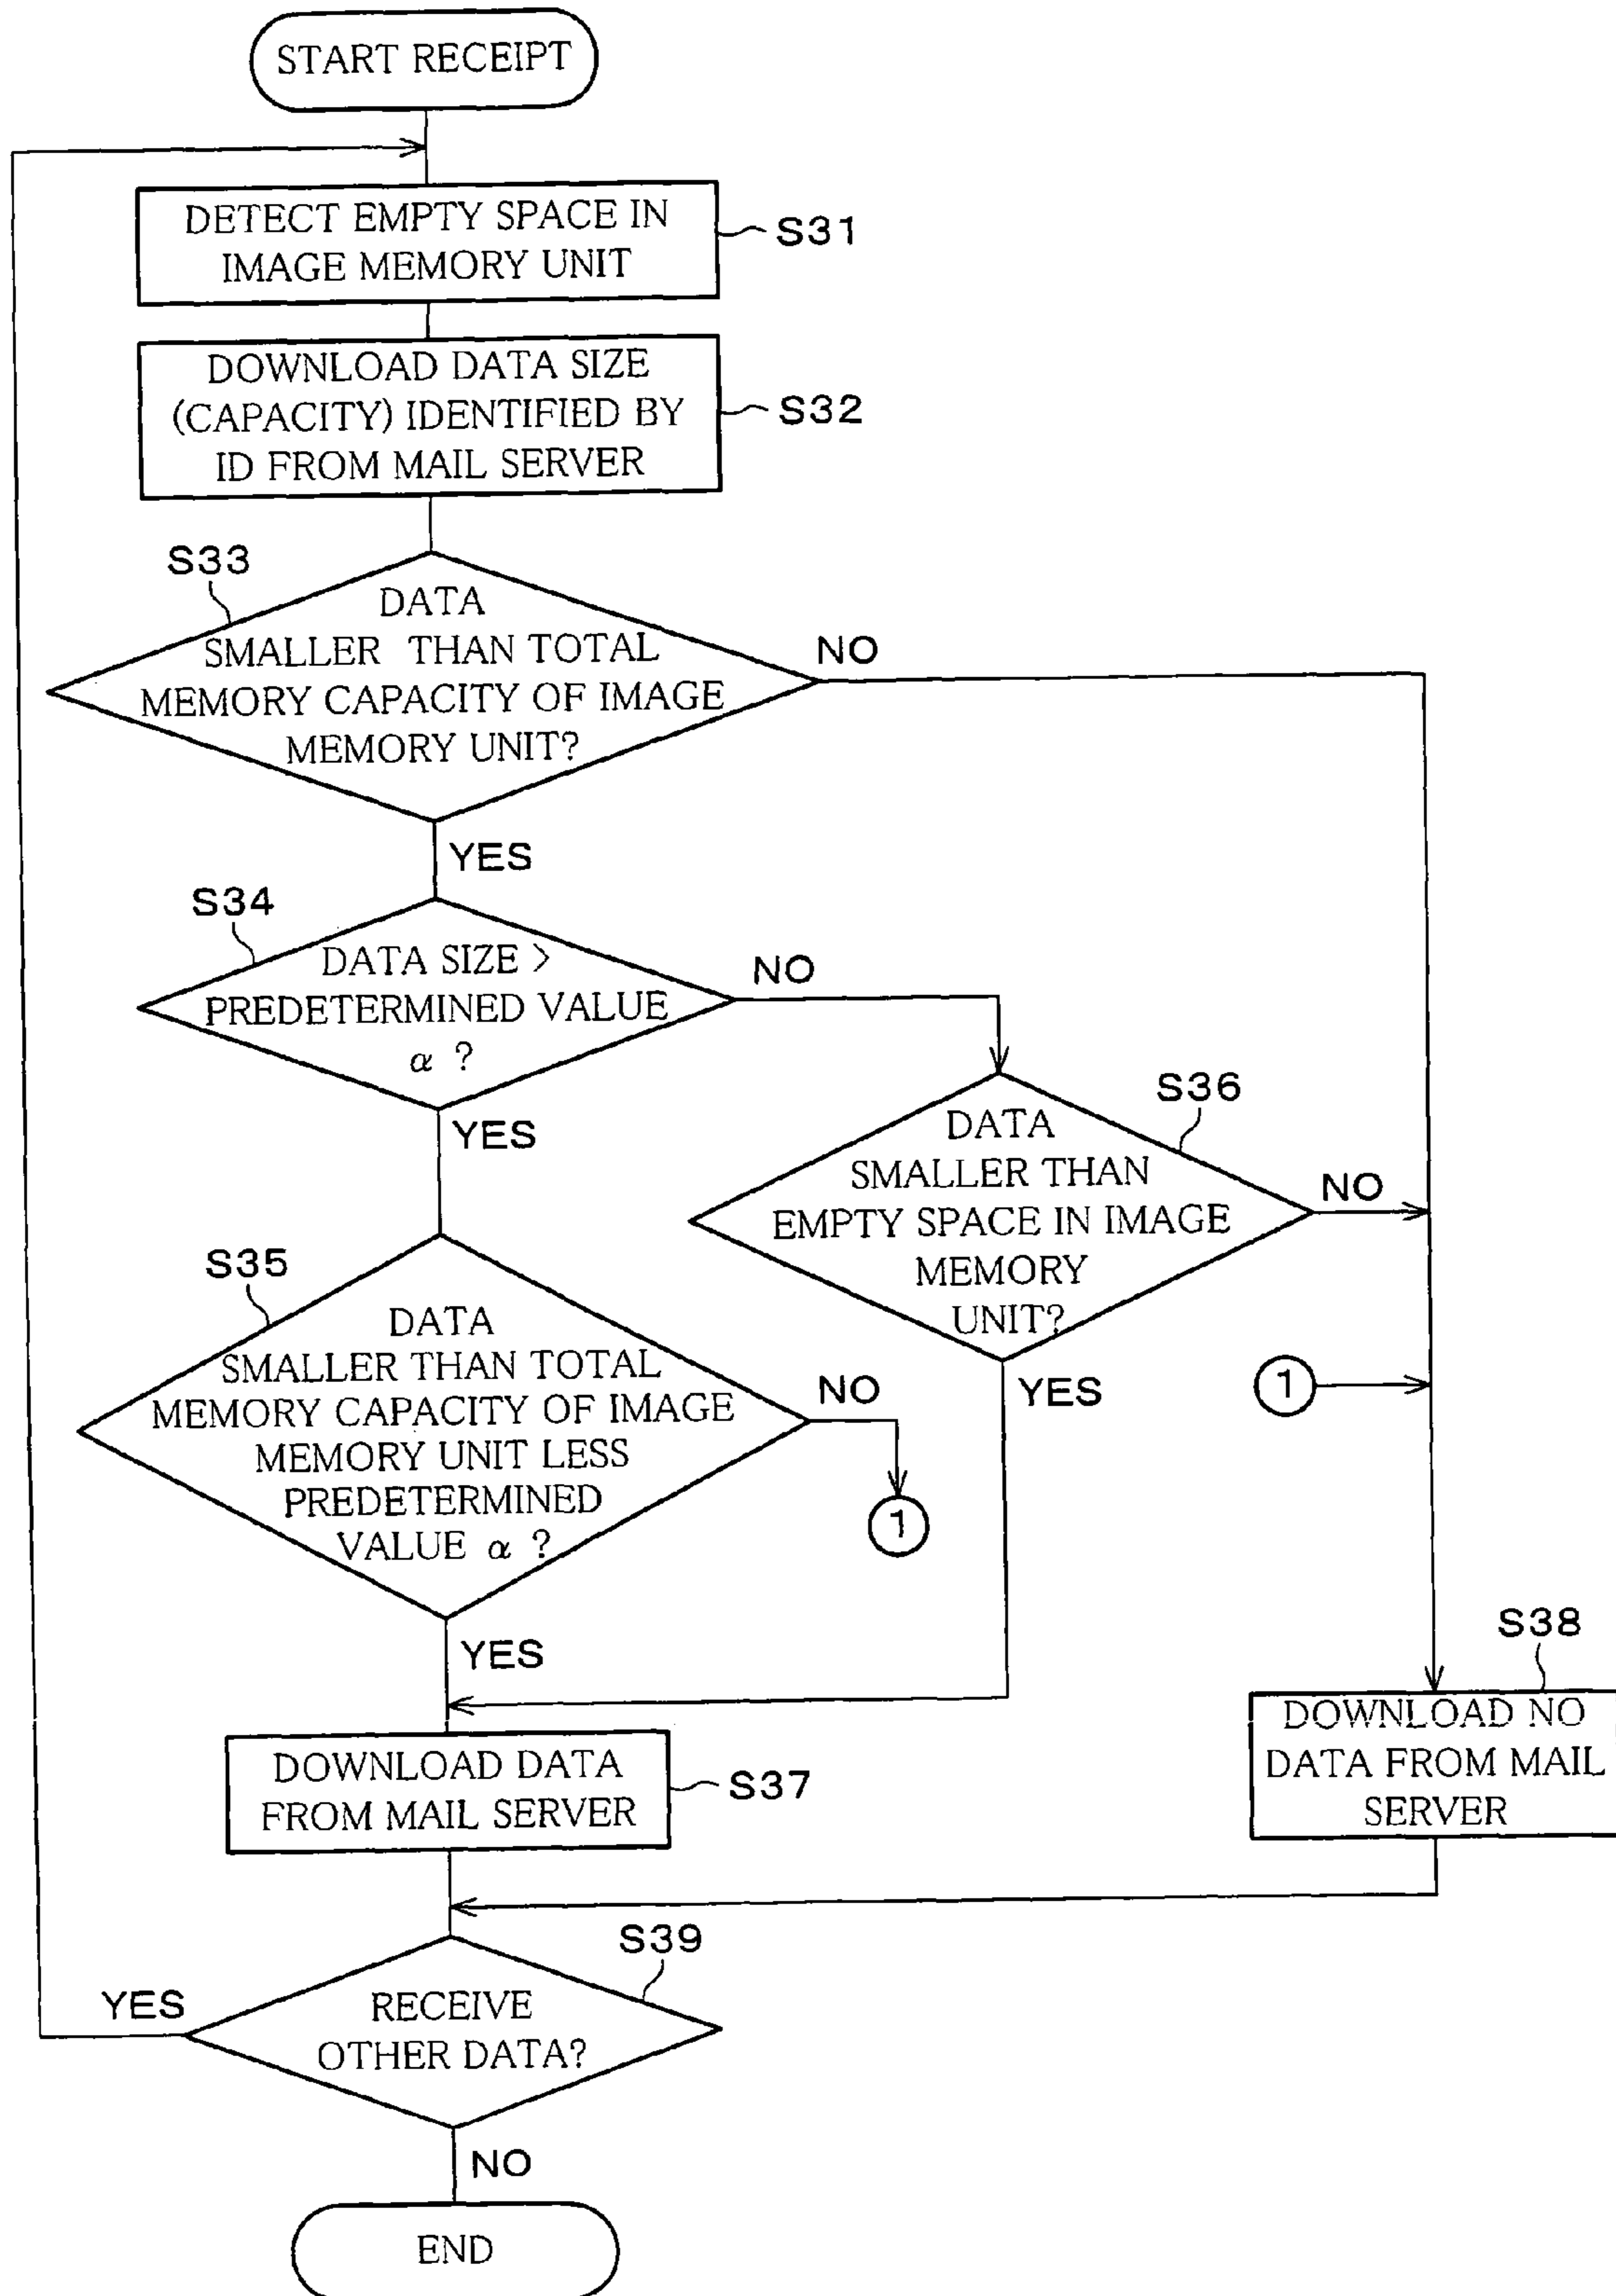 START RECEIPT
DETECT EMPTY SPACE IN
IMAGE MEMORY UNIT
S31
DOWNLOAD DATA SIZE
(CAPACITY) IDENTIFIED BY
ID FROM MAIL SERVER
S32
S33
DATA
SMALLER THAN TOTAL
MEMORY CAPACITY OF IMAGE
MEMORY UNIT?
NO
YES
S34
DATA SIZE >
PREDETERMINED VALUE
α ?
NO
YES
S36
DATA
SMALLER THAN
EMPTY SPACE IN IMAGE
MEMORY
UNIT?
NO
YES
S35
DATA
SMALLER THAN TOTAL
MEMORY CAPACITY OF IMAGE
MEMORY UNIT LESS
PREDETERMINED
VALUE α ?
NO
1
1
YES
S38
DOWNLOAD NO
DATA FROM MAIL
SERVER
DOWNLOAD DATA
FROM MAIL SERVER
S37
S39
RECEIVE
OTHER DATA?
YES
NO
END